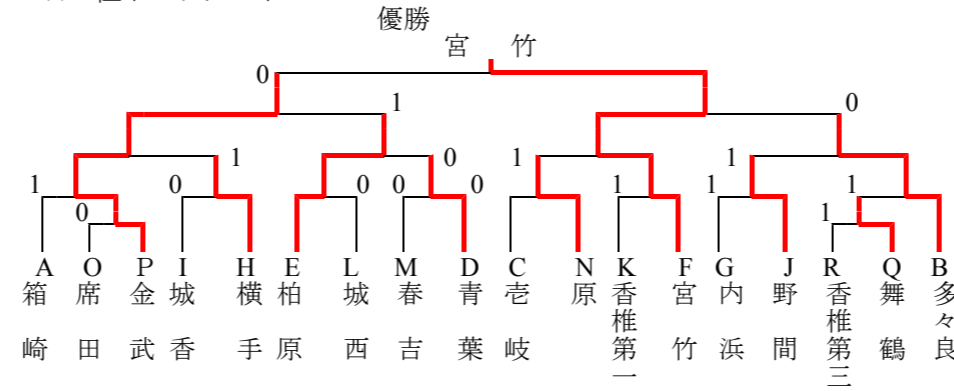 優勝
宮 竹
0
1 0
1 0 1 1
1 0 0 0 0 1 1 1
0 1
A O P I H E L M D C N K F G J R Q B
箱崎
席田
金武
城香
横手
柏原
城西
春吉
青葉
壱岐
原
香椎第一
宮竹
内浜
野間
香椎第三
舞鶴
多々良